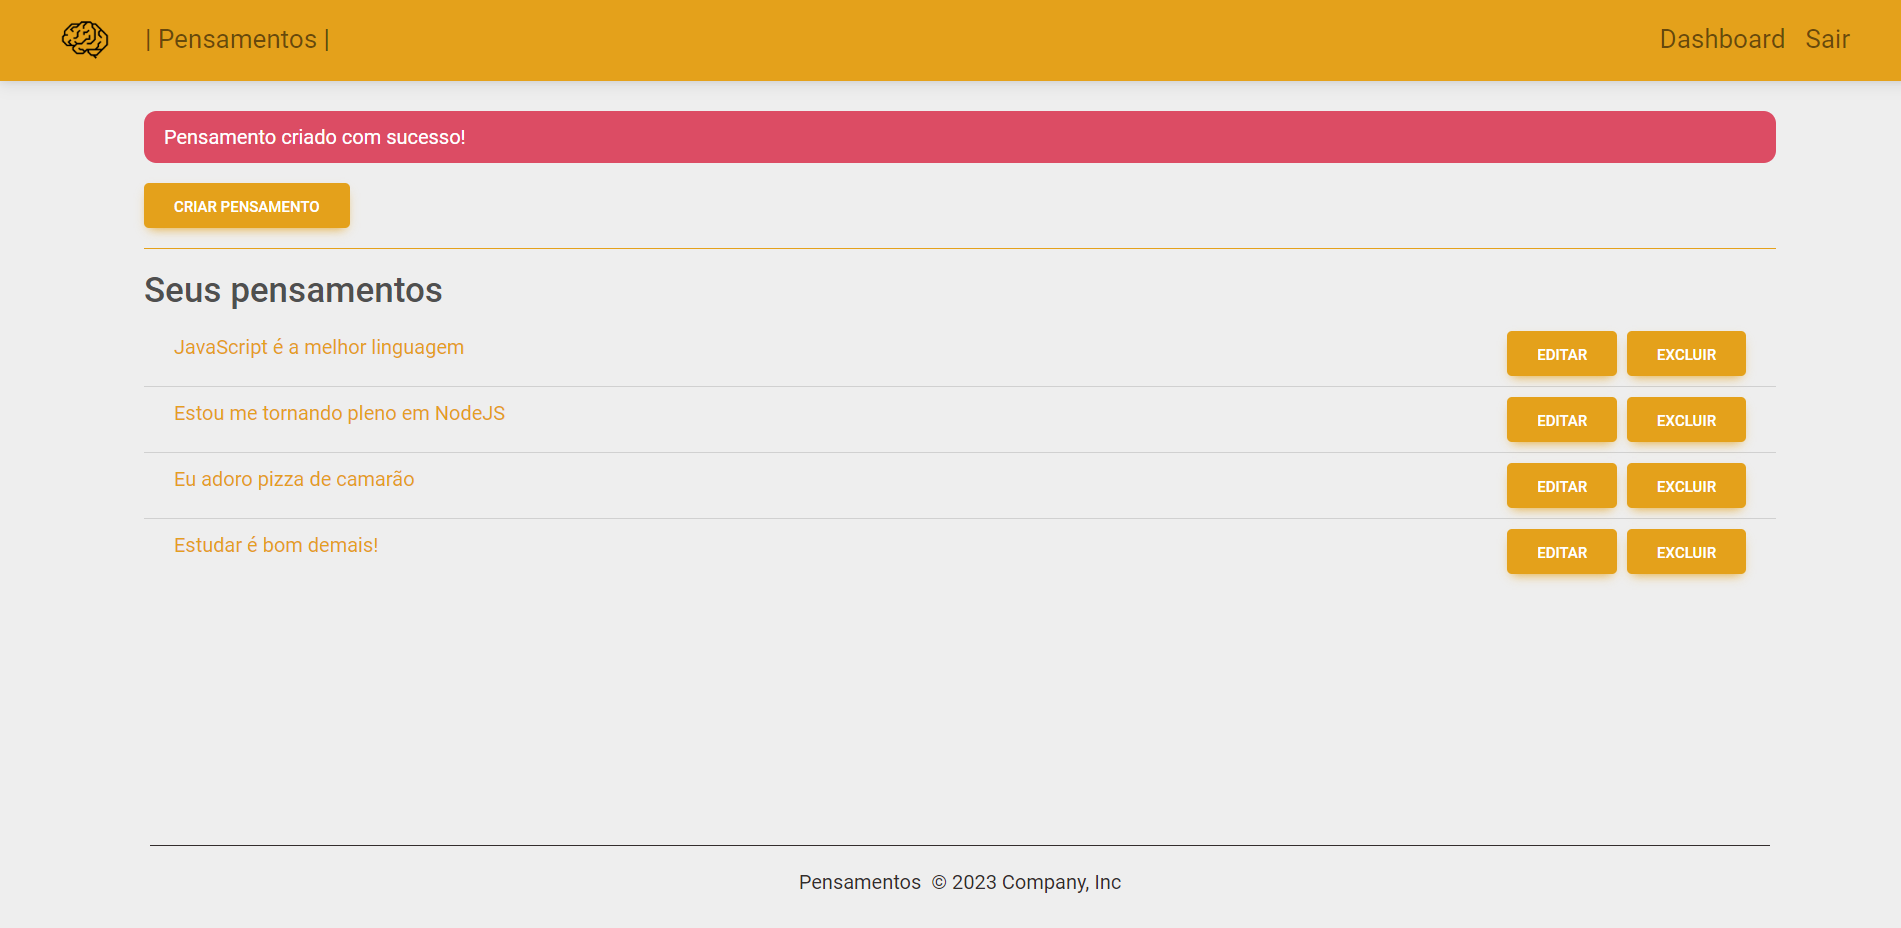 | Pensamentos | Dashboard Sair
Pensamento criado com sucesso!
CRIAR PENSAMENTO
Seus pensamentos
JavaScript é a melhor linguagem EDITAR EXCLUIR
Estou me tornando pleno em NodeJS EDITAR EXCLUIR
Eu adoro pizza de camarão EDITAR EXCLUIR
Estudar é bom demais! EDITAR EXCLUIR
Pensamentos © 2023 Company, Inc